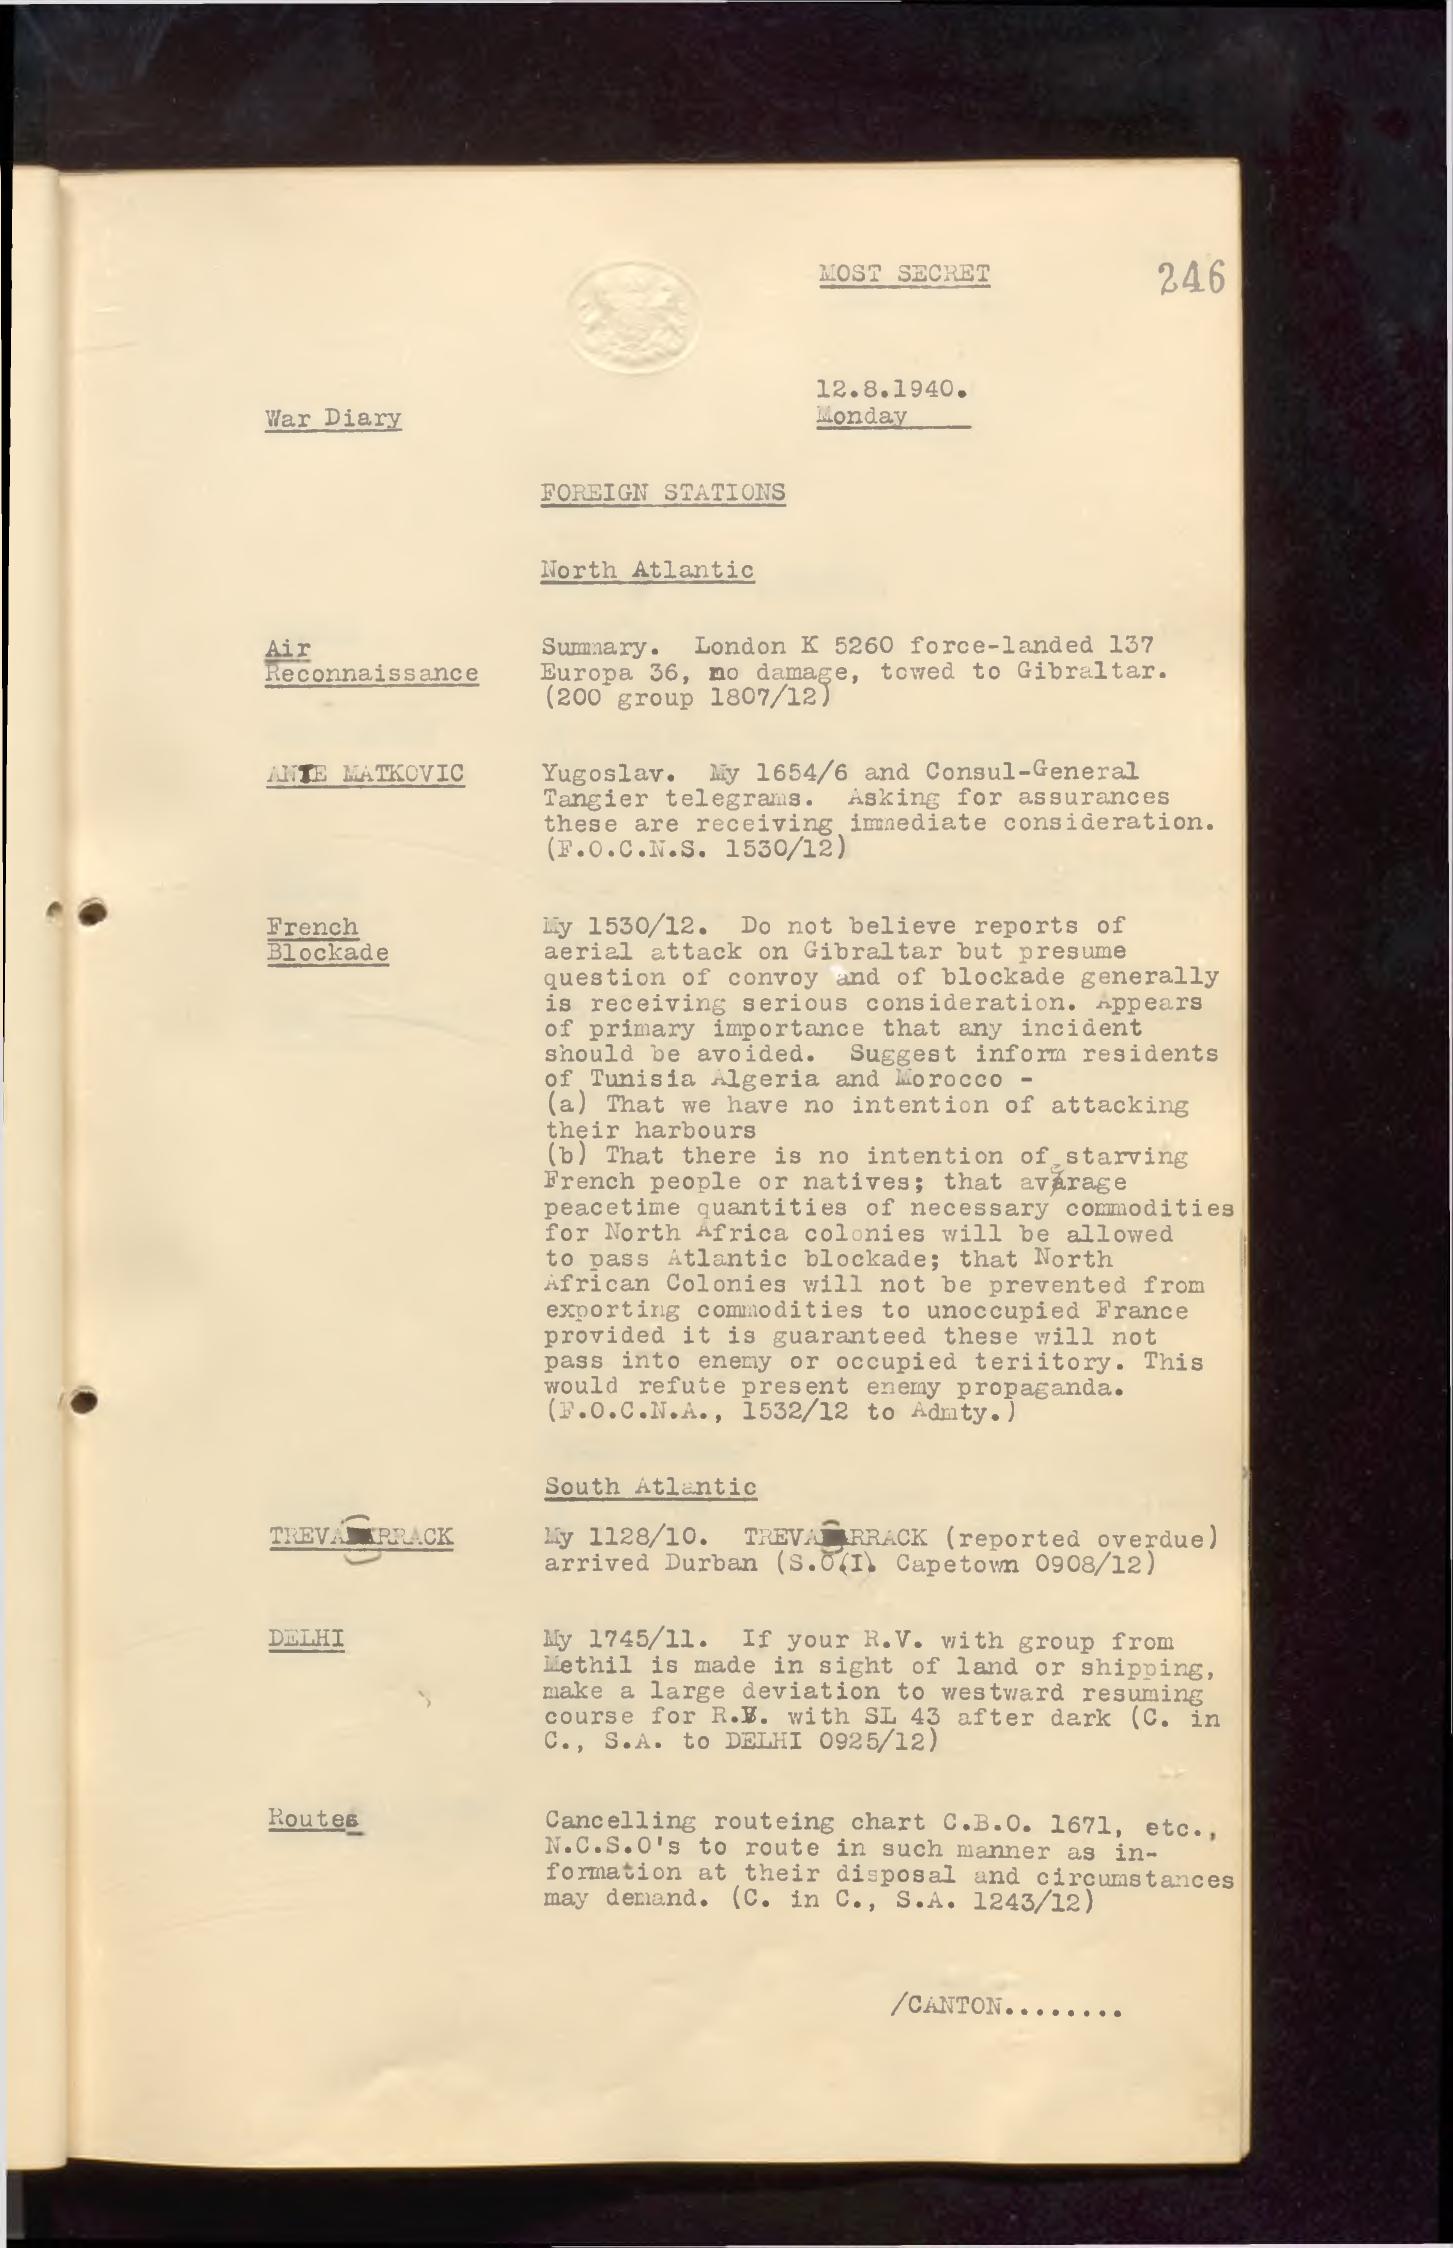 MOST SECRET
246
12.8.1940.
War Diary
Monday
FOREIGN STATIONS
North Atlantic
Air
Reconnaissance
Summary. London K 5260 force-landed 137
Europa 36, no damage, towed to Gibraltar.
(200 group 1807/12)
ANTE MATKOVIC
Yugoslav. My 1654/6 and Consul-General
Tangier telegrams. Asking for assurances
these are receiving immediate consideration.
(F.O.C.N.S. 1530/12)
French
Blockade
My 1530/12. Do not believe reports of
aerial attack on Gibraltar but presume
question of convoy and of blockade generally
is receiving serious consideration. Appears
of primary importance that any incident
should be avoided. Suggest inform residents
of Tunisia Algeria and Morocco -
(a) That we have no intention of attacking
their harbours
(b) That there is no intention of starving
French people or natives; that average
peacetime quantities of necessary commodities
for North Africa colonies will be allowed
to pass Atlantic blockade; that North
African Colonies will not be prevented from
exporting commodities to unoccupied France
provided it is guaranteed these will not
pass into enemy or occupied teriitory. This
would refute present enemy propaganda.
(F.O.C.N.A., 1532/12 to Admty.)
South Atlantic
TREVARRACK
My 1128/10. TREVARRACK (reported overdue)
arrived Durban (S.O.(I). Capetown 0908/12)
DELHI
My 1745/11. If your R.V. with group from
Methil is made in sight of land or shipping,
make a large deviation to westward resuming
course for R.V. with SL 43 after dark (C. in
C., S.A. to DELHI 0925/12)
Routes
Cancelling routeing chart C.B.O. 1671, etc.,
N.C.S.O's to route in such manner as in-
formation at their disposal and circumstances
may demand. (C. in C., S.A. 1243/12)
/CANTON........